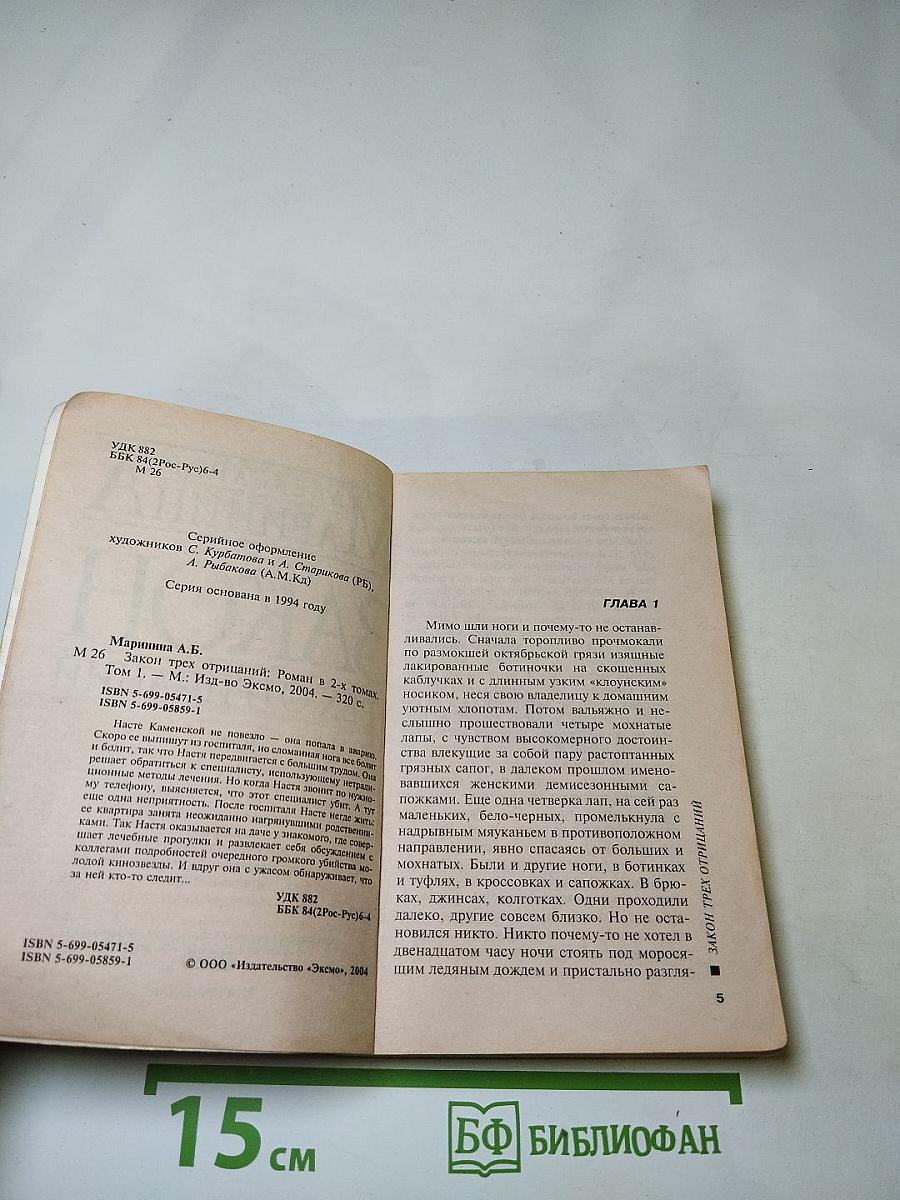 УДК 882
ББК 84(2Рос-Рус)6-4
М 26
Серийное оформление
художников С. Курбатова и А. Старикова (РБ),
А. Рыбакова (А.М.Кд)
Серия основана в 1994 году
Маринина А.Б.
М 26 Закон трех отрицаний: Роман в 2-х томах.
Том 1. — М.: Изд-во Эксмо, 2004. — 320 с.
ISBN 5-699-05471-5
ISBN 5-699-05859-1
Насте Каменской не повезло — она попала в аварию.
Скоро ее выпишут из госпиталя, но сломанная нога все болит
и болит, так что Настя передвигается с большим трудом. Она
решает обратиться к специалисту, использующему нетради-
ционные методы лечения. Но когда Настя звонит по нужно-
му телефону, выясняется, что этот специалист убит. А тут
еще одна неприятность. После госпиталя Насте негде жить:
ее квартира занята неожиданно нагрянувшими родственни-
ками. Так Настя оказывается на даче у знакомого, где совер-
шает лечебные прогулки и развлекает себя обсуждением с
коллегами подробностей очередного громкого убийства мо-
лодой кинозвезды. И вдруг она с ужасом обнаруживает, что
за ней кто-то следит...
УДК 882
ББК 84(2Рос-Рус)6-4
ISBN 5-699-05471-5
ISBN 5-699-05859-1
© ООО «Издательство «Эксмо», 2004
ГЛАВА 1
Мимо шли ноги и почему-то не останав-
ливались. Сначала торопливо прочмокали
по размокшей октябрьской грязи изящные
лакированные ботиночки на скошенных
каблучках и с длинным узким «клоунским»
носиком, неся свою владелицу к домашним
уютным хлопотам. Потом вальяжно и не-
слышно прошествовали четыре мохнатые
лапы, с чувством высокомерного достоин-
ства влекущие за собой пару растоптанных
грязных сапог, в далеком прошлом имено-
вавшихся женскими демисезонными са-
пожками. Еще одна четверка лап, на сей раз
маленьких, бело-черных, промелькнула с
надрывным мяуканьем в противоположном
направлении, явно спасаясь от больших и
мохнатых. Были и другие ноги, в ботинках
и туфлях, в кроссовках и сапожках. В брю-
ках, джинсах, колготках. Одни проходили
далеко, другие совсем близко. Но не оста-
новился никто. Никто почему-то не хотел в
двенадцатом часу ночи стоять под морося-
щим ледяным дождем и пристально разгля-
ЗАКОН ТРЕХ ОТРИЦАНИЙ
5
15 см
БФ БИБЛИОФАН